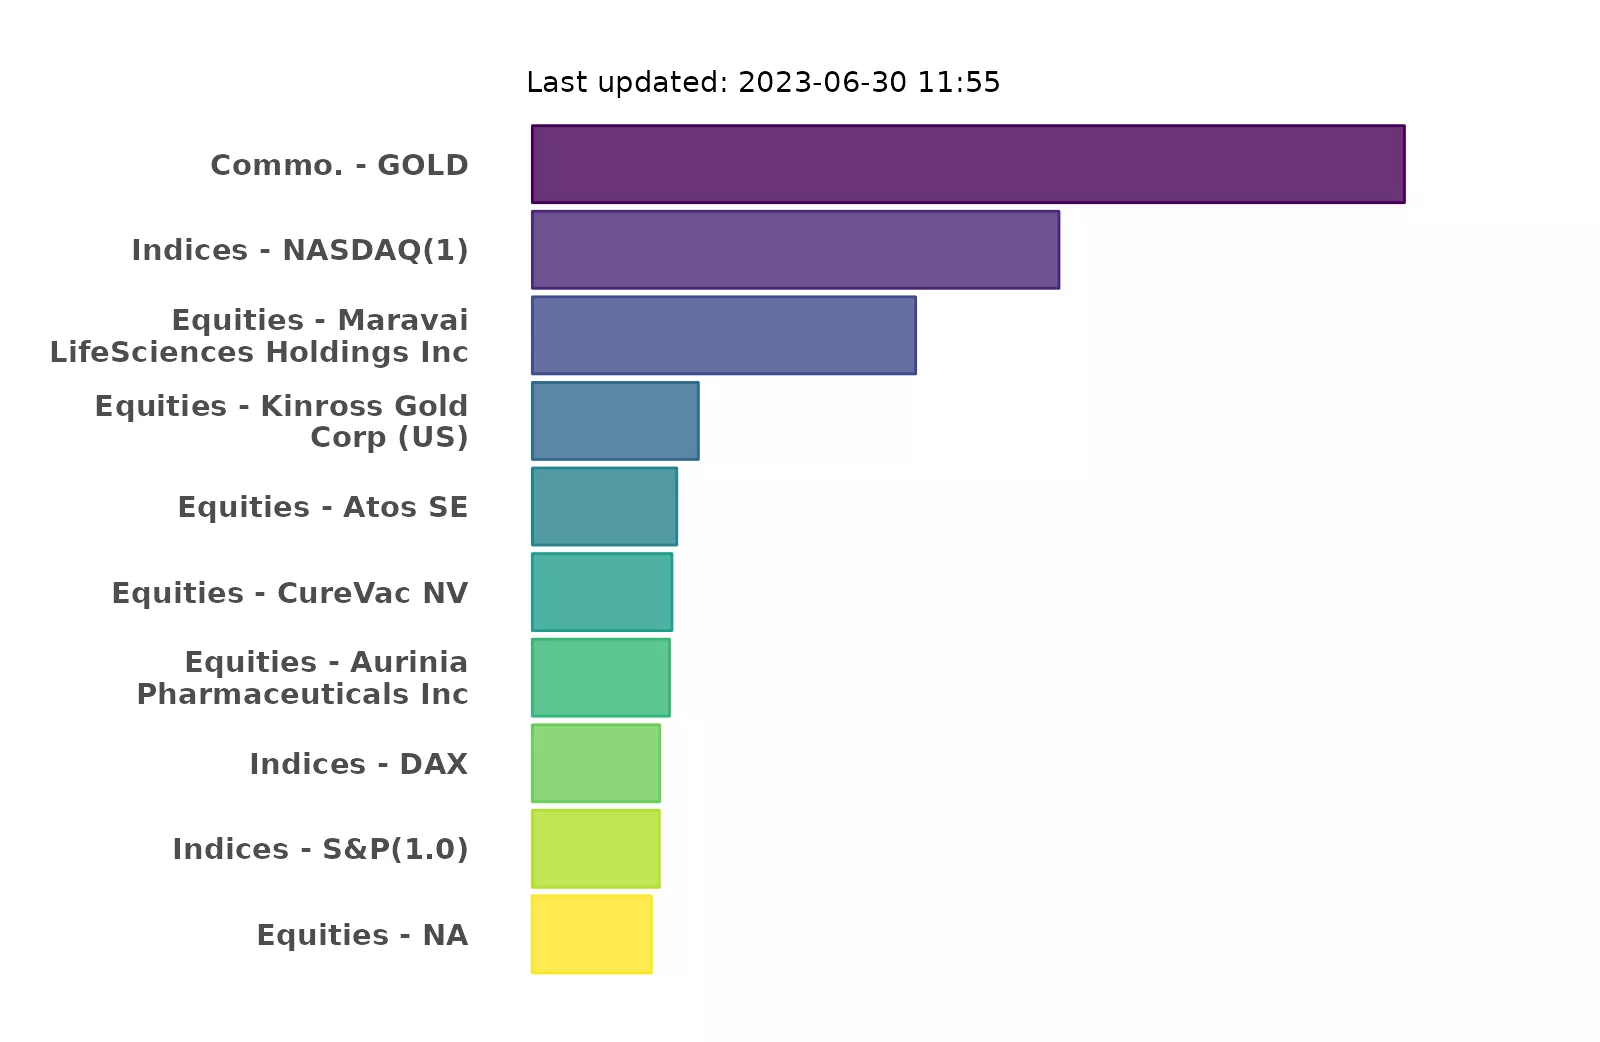 Last updated: 2023-06-30 11:55
Commo. - GOLD
Indices - NASDAQ(1)
Equities - Maravai
LifeSciences Holdings Inc
Equities - Kinross Gold
Corp (US)
Equities - Atos SE
Equities - CureVac NV
Equities - Aurinia
Pharmaceuticals Inc
Indices - DAX
Indices - S&P(1.0)
Equities - NA